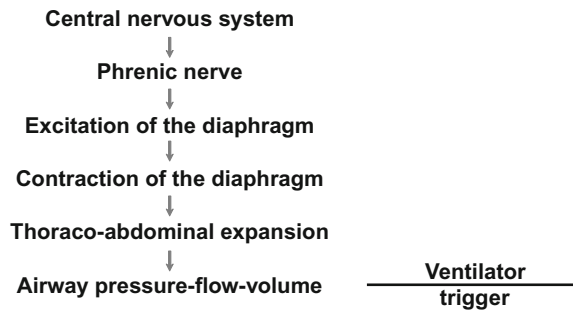 Central nervous system
Phrenic nerve
Excitation of the diaphragm
Contraction of the diaphragm
Thoraco-abdominal expansion
Airway pressure-flow-volume
Ventilator
trigger